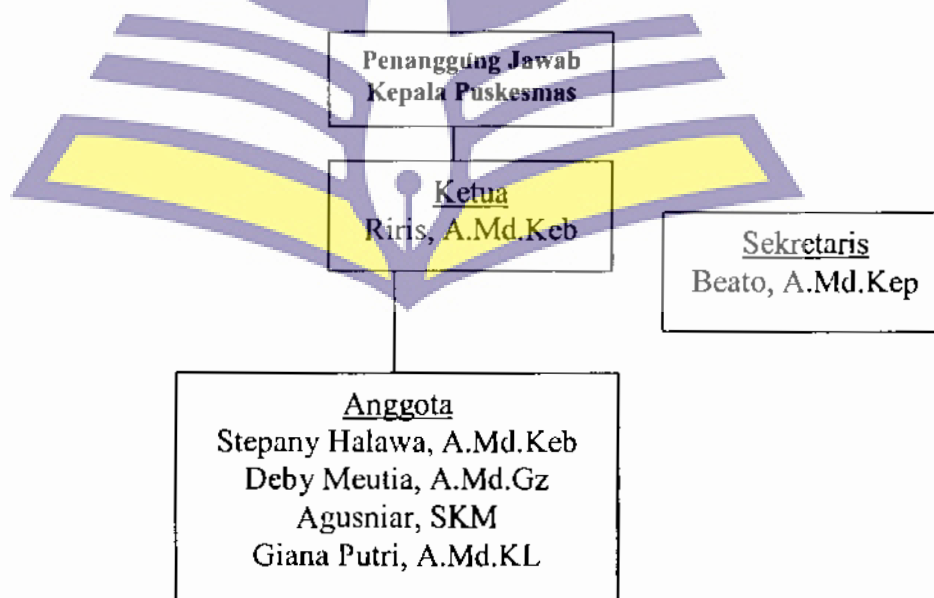 Penanggung Jawab
Kepala Puskesmas
Ketua
Riris, A.Md.Keb
Sekretaris
Beato, A.Md.Kep
Anggota
Stepany Halawa, A.Md.Keb
Deby Meutia, A.Md.Gz
Agusniar, SKM
Giana Putri, A.Md.KL